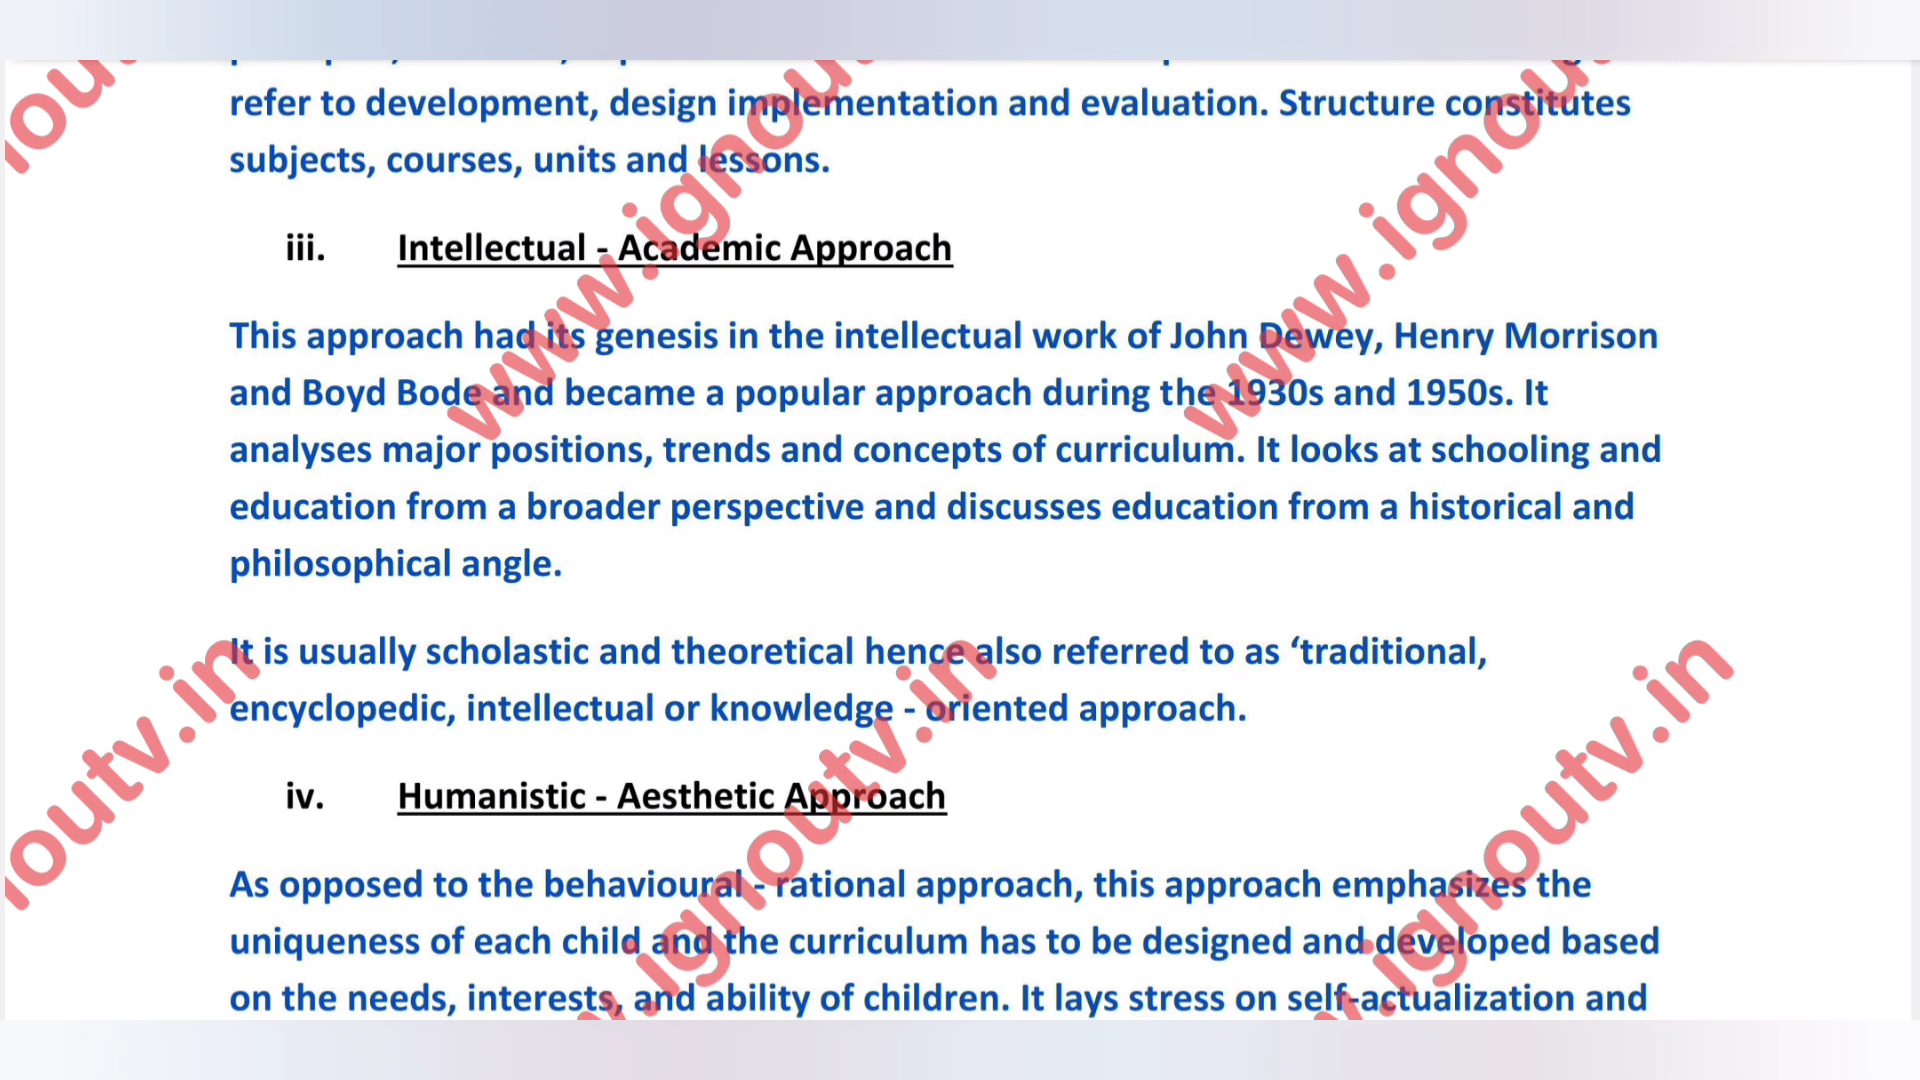 refer to development, design implementation and evaluation. Structure constitutes
subjects, courses, units and lessons.
iii. Intellectual - Academic Approach
This approach had its genesis in the intellectual work of John Dewey, Henry Morrison
and Boyd Bode and became a popular approach during the 1930s and 1950s. It
analyses major positions, trends and concepts of curriculum. It looks at schooling and
education from a broader perspective and discusses education from a historical and
philosophical angle.
It is usually scholastic and theoretical hence also referred to as ‘traditional,
encyclopedic, intellectual or knowledge - oriented approach.
iv. Humanistic - Aesthetic Approach
As opposed to the behavioural - rational approach, this approach emphasizes the
uniqueness of each child and the curriculum has to be designed and developed based
on the needs, interests, and ability of children. It lays stress on self-actualization and
www.ignou
www.ignou
noutv.in
.ignoutv.in
.ignoutv.in